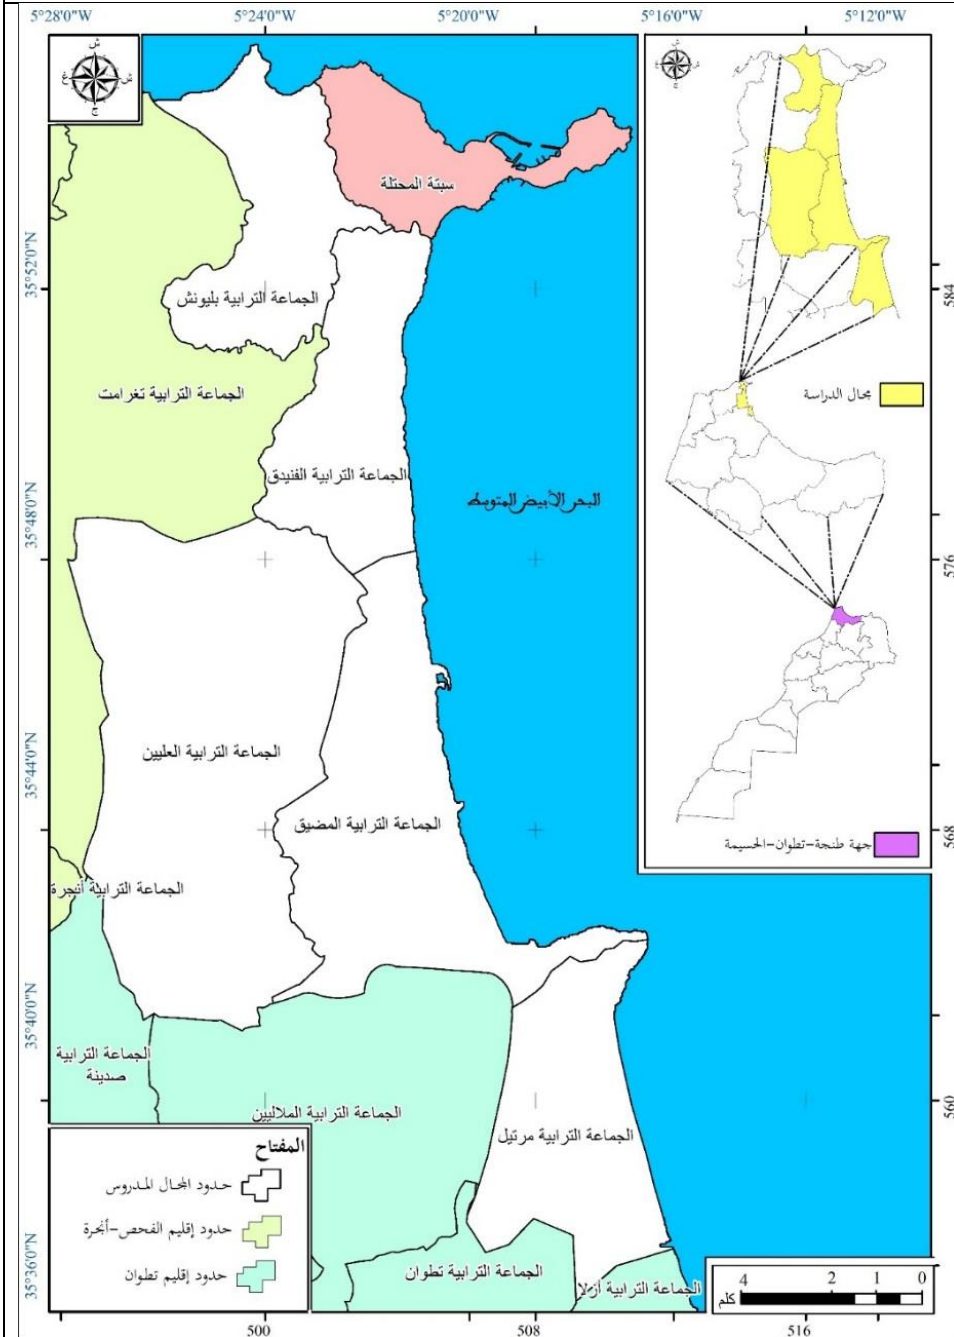 5°28'0"W 5°24'0"W 5°20'0"W 5°16'0"W 5°12'0"W
ش
غ ش
ج
ش
غ ش
ج
سبتة المحتلة
35°52'0"N
584
الجماعة الترابية بليونش
الجماعة الترابية تغرامت
مجال الدراسة
الجماعة الترابية الفنيدق
البحر الأبيض المتوسط
35°48'0"N
576
35°44'0"N
الجماعة الترابية العليين
الجماعة الترابية المضيق
568
جهة طنجة-تطوان-الحسيمة
الجماعة الترابية أنجرة
35°40'0"N
الجماعة الترابية
صدينة
الجماعة الترابية الملاليين
560
الجماعة الترابية مرتيل
المفتاح
حدود المجال المدروس
حدود إقليم الفحص-أنجرة
حدود إقليم تطوان
35°36'0"N
الجماعة الترابية تطوان
الجماعة الترابية أزلا
4 2 1 0
كلم
500 508 516